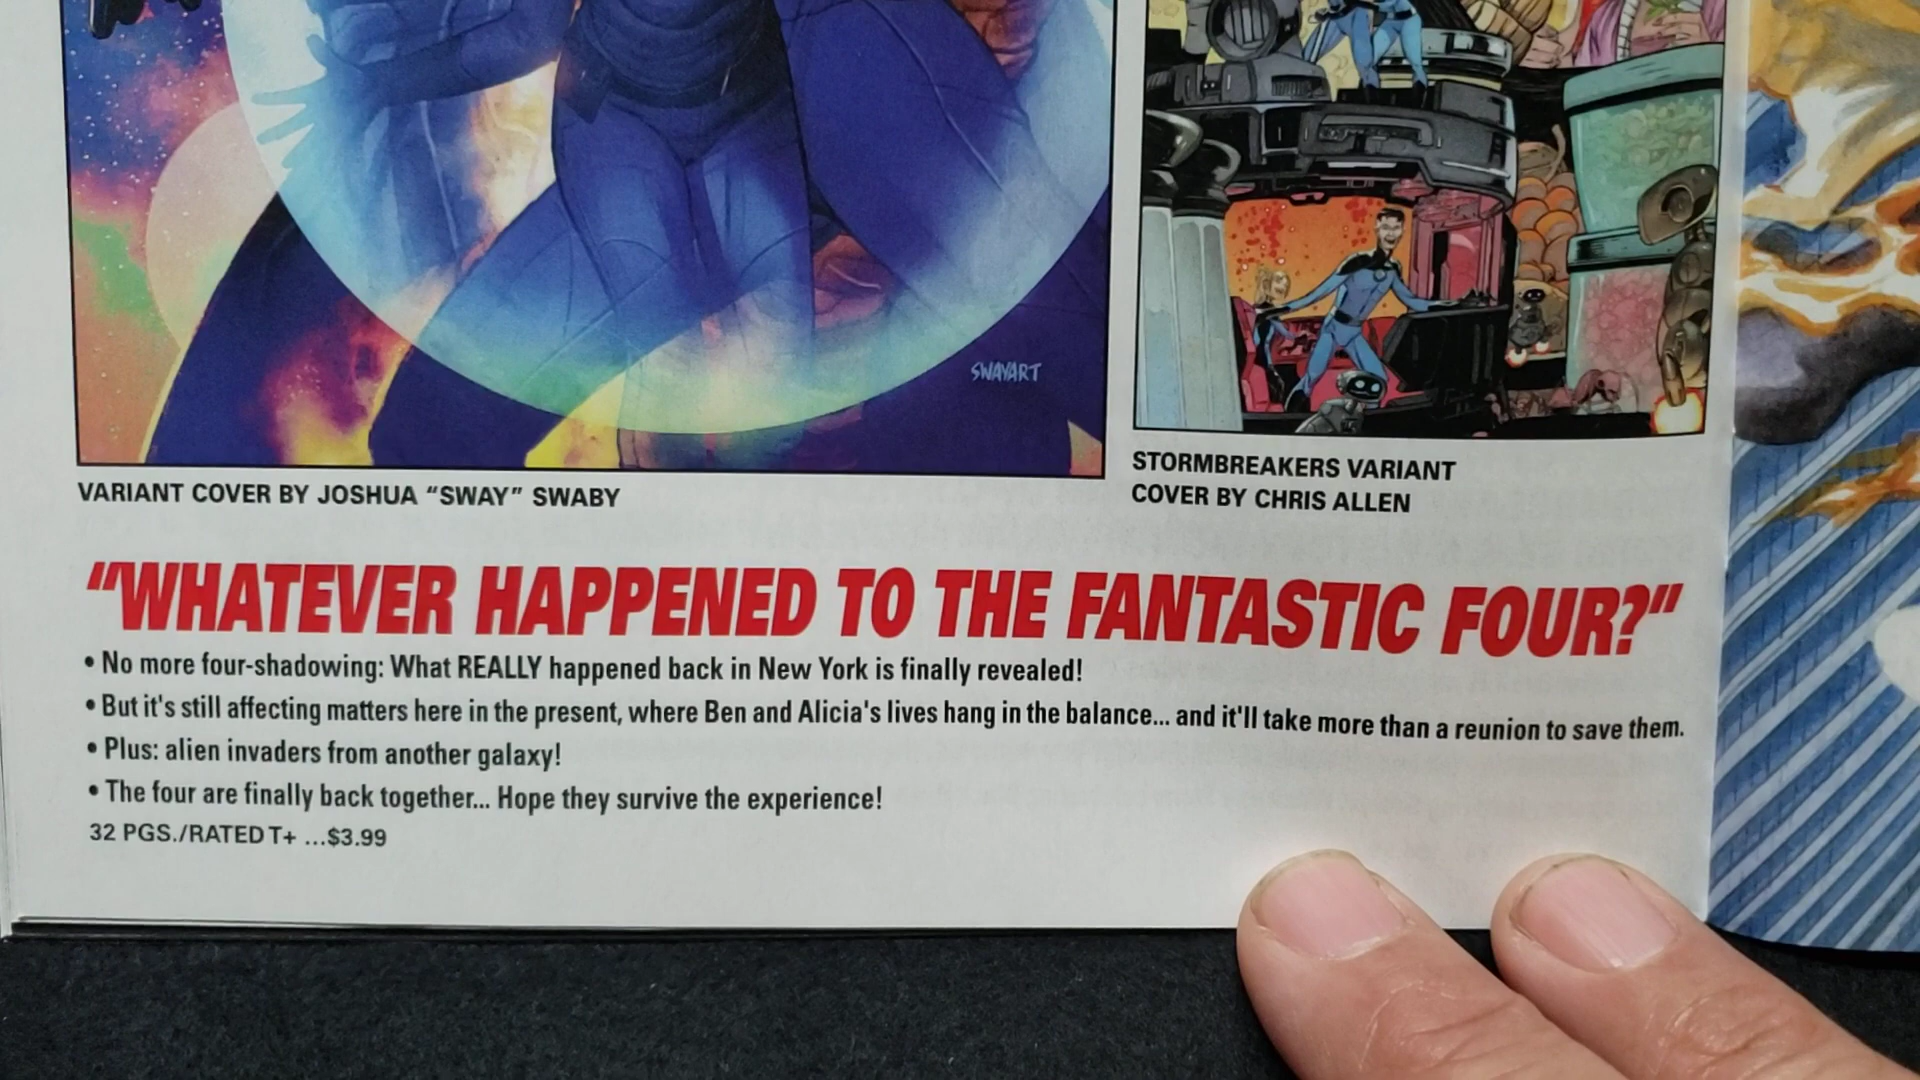 SWAYART
VARIANT COVER BY JOSHUA “SWAY” SWABY
STORMBREAKERS VARIANT
COVER BY CHRIS ALLEN
“WHATEVER HAPPENED TO THE FANTASTIC FOUR?”
• No more four-shadowing: What REALLY happened back in New York is finally revealed!
• But it's still affecting matters here in the present, where Ben and Alicia's lives hang in the balance... and it'll take more than a reunion to save them.
• Plus: alien invaders from another galaxy!
• The four are finally back together... Hope they survive the experience!
32 PGS./RATED T+ ...$3.99